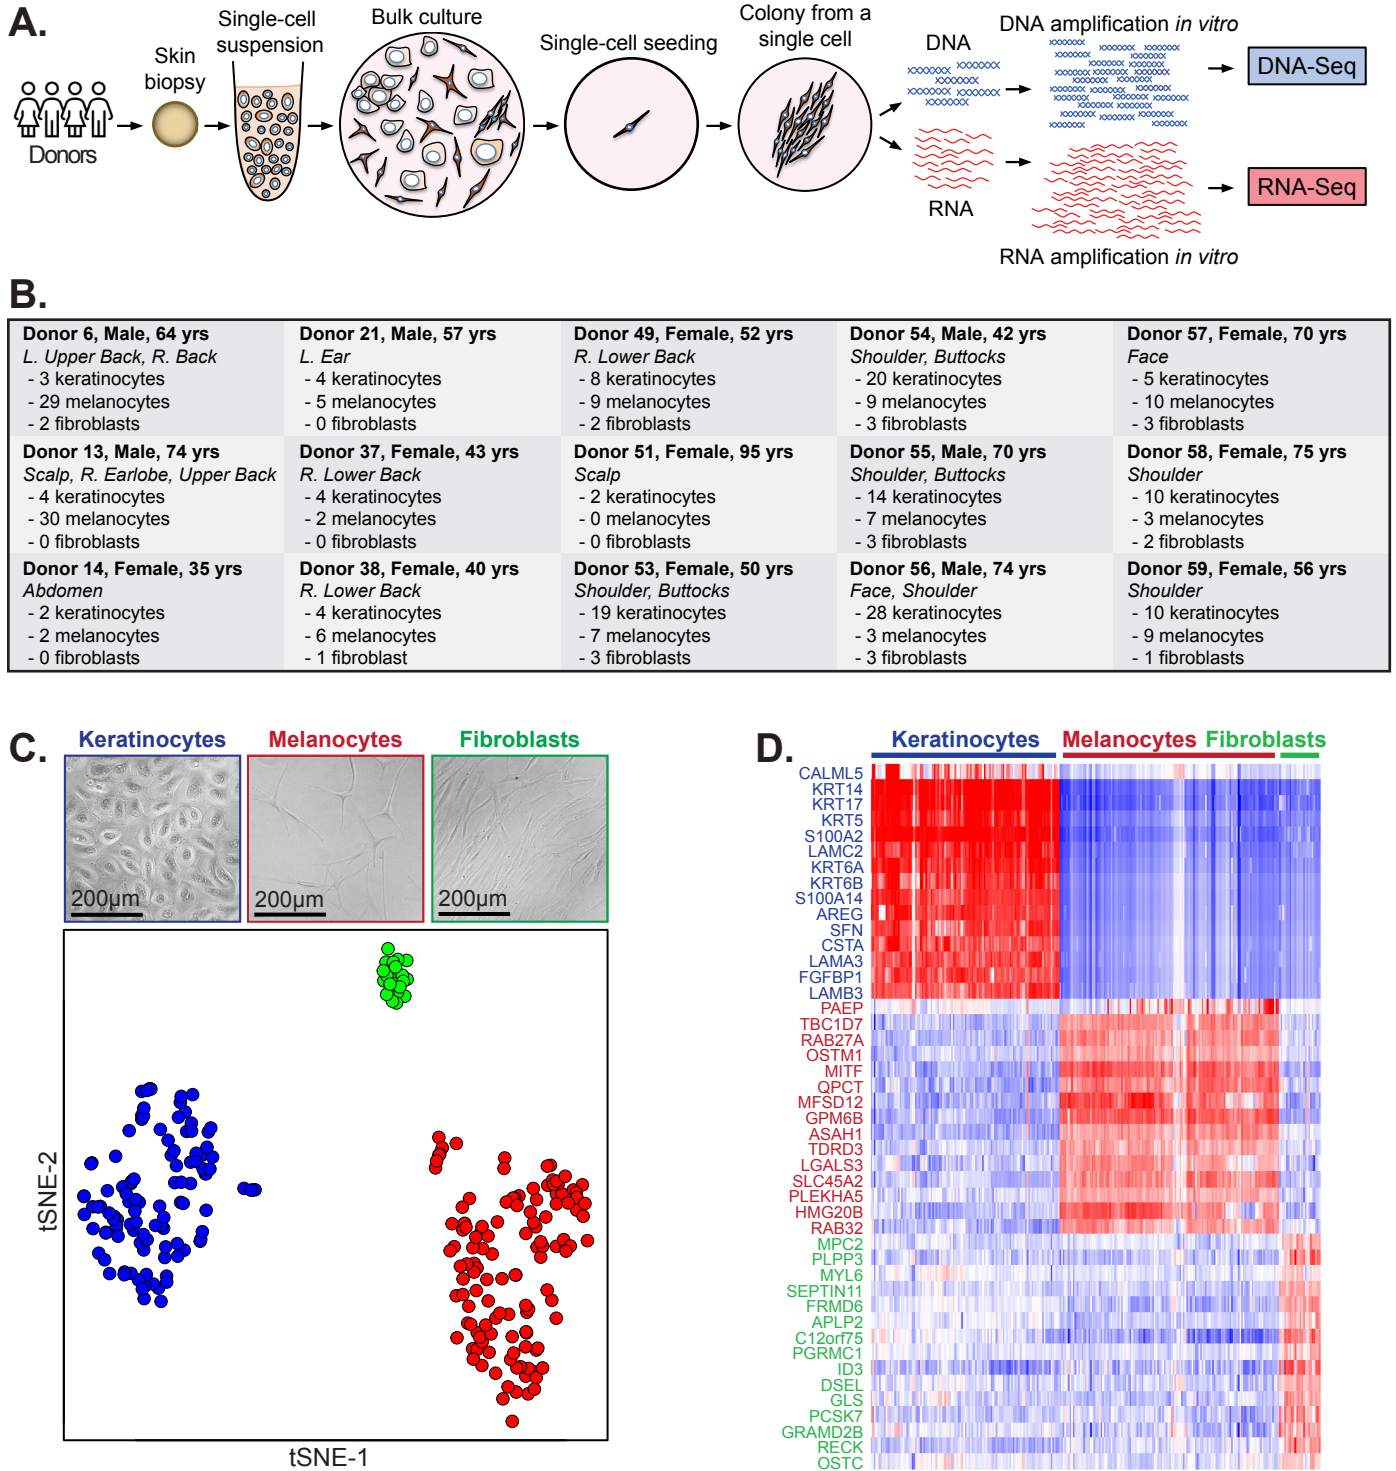 A.
Donors
Skin
biopsy
Single-cell
suspension
Bulk culture
Single-cell seeding
Colony from a
single cell
DNA
RNA
DNA amplification in vitro
RNA amplification in vitro
DNA-Seq
RNA-Seq
B.
Donor 6, Male, 64 yrs
L. Upper Back, R. Back
- 3 keratinocytes
- 29 melanocytes
- 2 fibroblasts
Donor 21, Male, 57 yrs
L. Ear
- 4 keratinocytes
- 5 melanocytes
- 0 fibroblasts
Donor 49, Female, 52 yrs
R. Lower Back
- 8 keratinocytes
- 9 melanocytes
- 2 fibroblasts
Donor 54, Male, 42 yrs
Shoulder, Buttocks
- 20 keratinocytes
- 9 melanocytes
- 3 fibroblasts
Donor 57, Female, 70 yrs
Face
- 5 keratinocytes
- 10 melanocytes
- 3 fibroblasts
Donor 13, Male, 74 yrs
Scalp, R. Earlobe, Upper Back
- 4 keratinocytes
- 30 melanocytes
- 0 fibroblasts
Donor 37, Female, 43 yrs
R. Lower Back
- 4 keratinocytes
- 2 melanocytes
- 0 fibroblasts
Donor 51, Female, 95 yrs
Scalp
- 2 keratinocytes
- 0 melanocytes
- 0 fibroblasts
Donor 55, Male, 70 yrs
Shoulder, Buttocks
- 14 keratinocytes
- 7 melanocytes
- 3 fibroblasts
Donor 58, Female, 75 yrs
Shoulder
- 10 keratinocytes
- 3 melanocytes
- 2 fibroblasts
Donor 14, Female, 35 yrs
Abdomen
- 2 keratinocytes
- 2 melanocytes
- 0 fibroblasts
Donor 38, Female, 40 yrs
R. Lower Back
- 4 keratinocytes
- 6 melanocytes
- 1 fibroblast
Donor 53, Female, 50 yrs
Shoulder, Buttocks
- 19 keratinocytes
- 7 melanocytes
- 3 fibroblasts
Donor 56, Male, 74 yrs
Face, Shoulder
- 28 keratinocytes
- 3 melanocytes
- 3 fibroblasts
Donor 59, Female, 56 yrs
Shoulder
- 10 keratinocytes
- 9 melanocytes
- 1 fibroblasts
C.
Keratinocytes
Melanocytes
Fibroblasts
200µm
200µm
200µm
tSNE-2
tSNE-1
D.
Keratinocytes
Melanocytes
Fibroblasts
CALML5
KRT14
KRT17
KRT5
S100A2
LAMC2
KRT6A
KRT6B
S100A14
AREG
SFN
CSTA
LAMA3
FGFBP1
LAMB3
PAEP
TBC1D7
RAB27A
OSTM1
MITF
QPCT
MFSD12
GPM6B
ASAH1
TDRD3
LGALS3
SLC45A2
PLEKHA5
HMG20B
RAB32
MPC2
PLPP3
MYL6
SEPTIN11
FRMD6
APLP2
C12orf75
PGRMC1
ID3
DSEL
GLS
PCSK7
GRAMD2B
RECK
OSTC